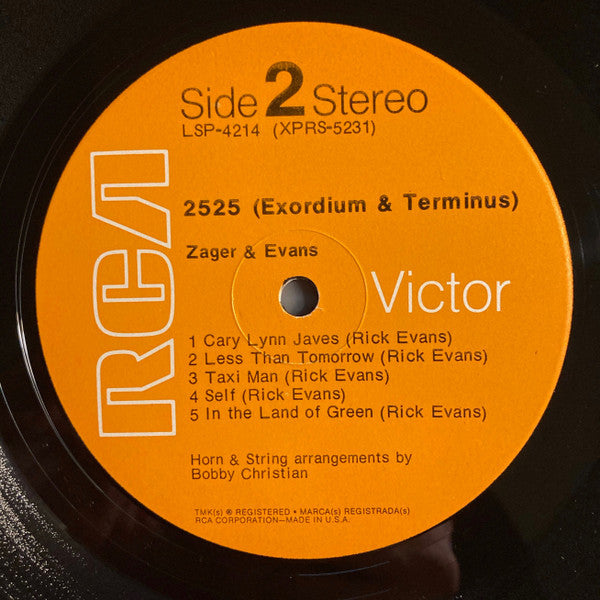 Side 2 Stereo
LSP-4214 (XPRS-5231)
2525 (Exordium & Terminus)
Zager & Evans
RCA
Victor
1 Cary Lynn Javes (Rick Evans)
2 Less Than Tomorrow (Rick Evans)
3 Taxi Man (Rick Evans)
4 Self (Rick Evans)
5 In the Land of Green (Rick Evans)
Horn & String arrangements by
Bobby Christian
TMK(s) ® REGISTERED • MARCA(s) REGISTRADA(s)
RCA CORPORATION—MADE IN U.S.A.